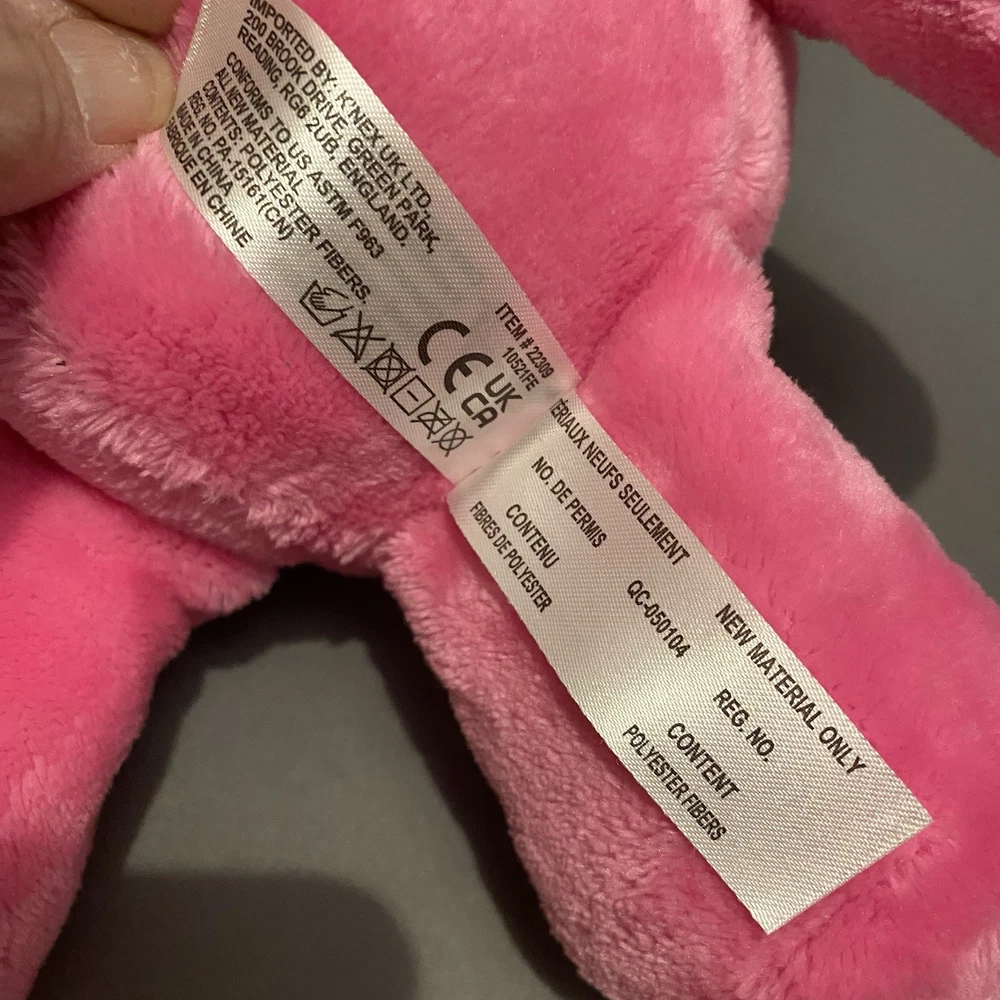 IMPORTED BY: K'NEX UK LTD,
200 BROOK DRIVE, GREEN PARK,
READING, RG6 2UB, ENGLAND.
CONFORMS TO US. ASTM F963
ALL NEW MATERIAL
CONTENTS: POLYESTER FIBERS.
REG. NO. PA-15161(CN)
MADE IN CHINA
FABRIQUE EN CHINE
ITEM # 22309
10521FE
CE
UK
CA
ÉRIAUX NEUFS SEULEMENT
NO. DE PERMIS
QC-050104
CONTENU
FIBRES DE POLYESTER
NEW MATERIAL ONLY
REG. NO.
CONTENT
POLYESTER FIBERS